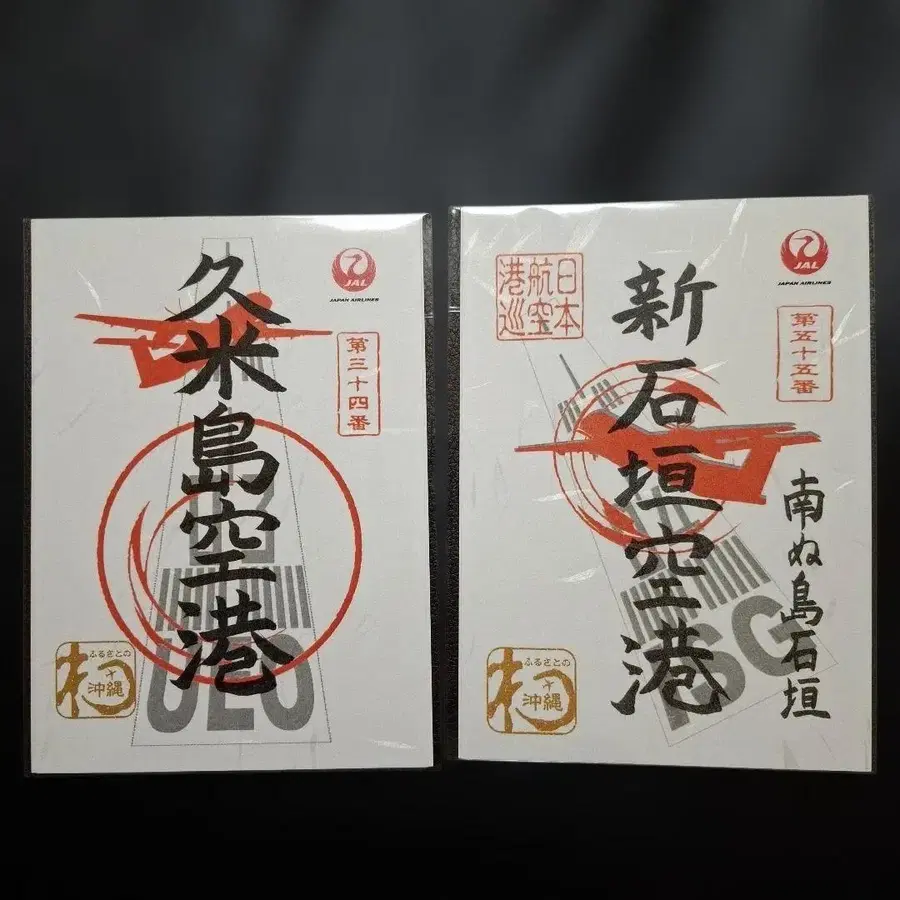 JAL
JAPAN AIRLINES
第三十四番
久米島空港
UEO
ふるさとの
沖縄
JAL
JAPAN AIRLINES
第五十五番
日本
航空
港巡
新石垣空港
南ぬ島石垣
ISG
ふるさとの
沖縄